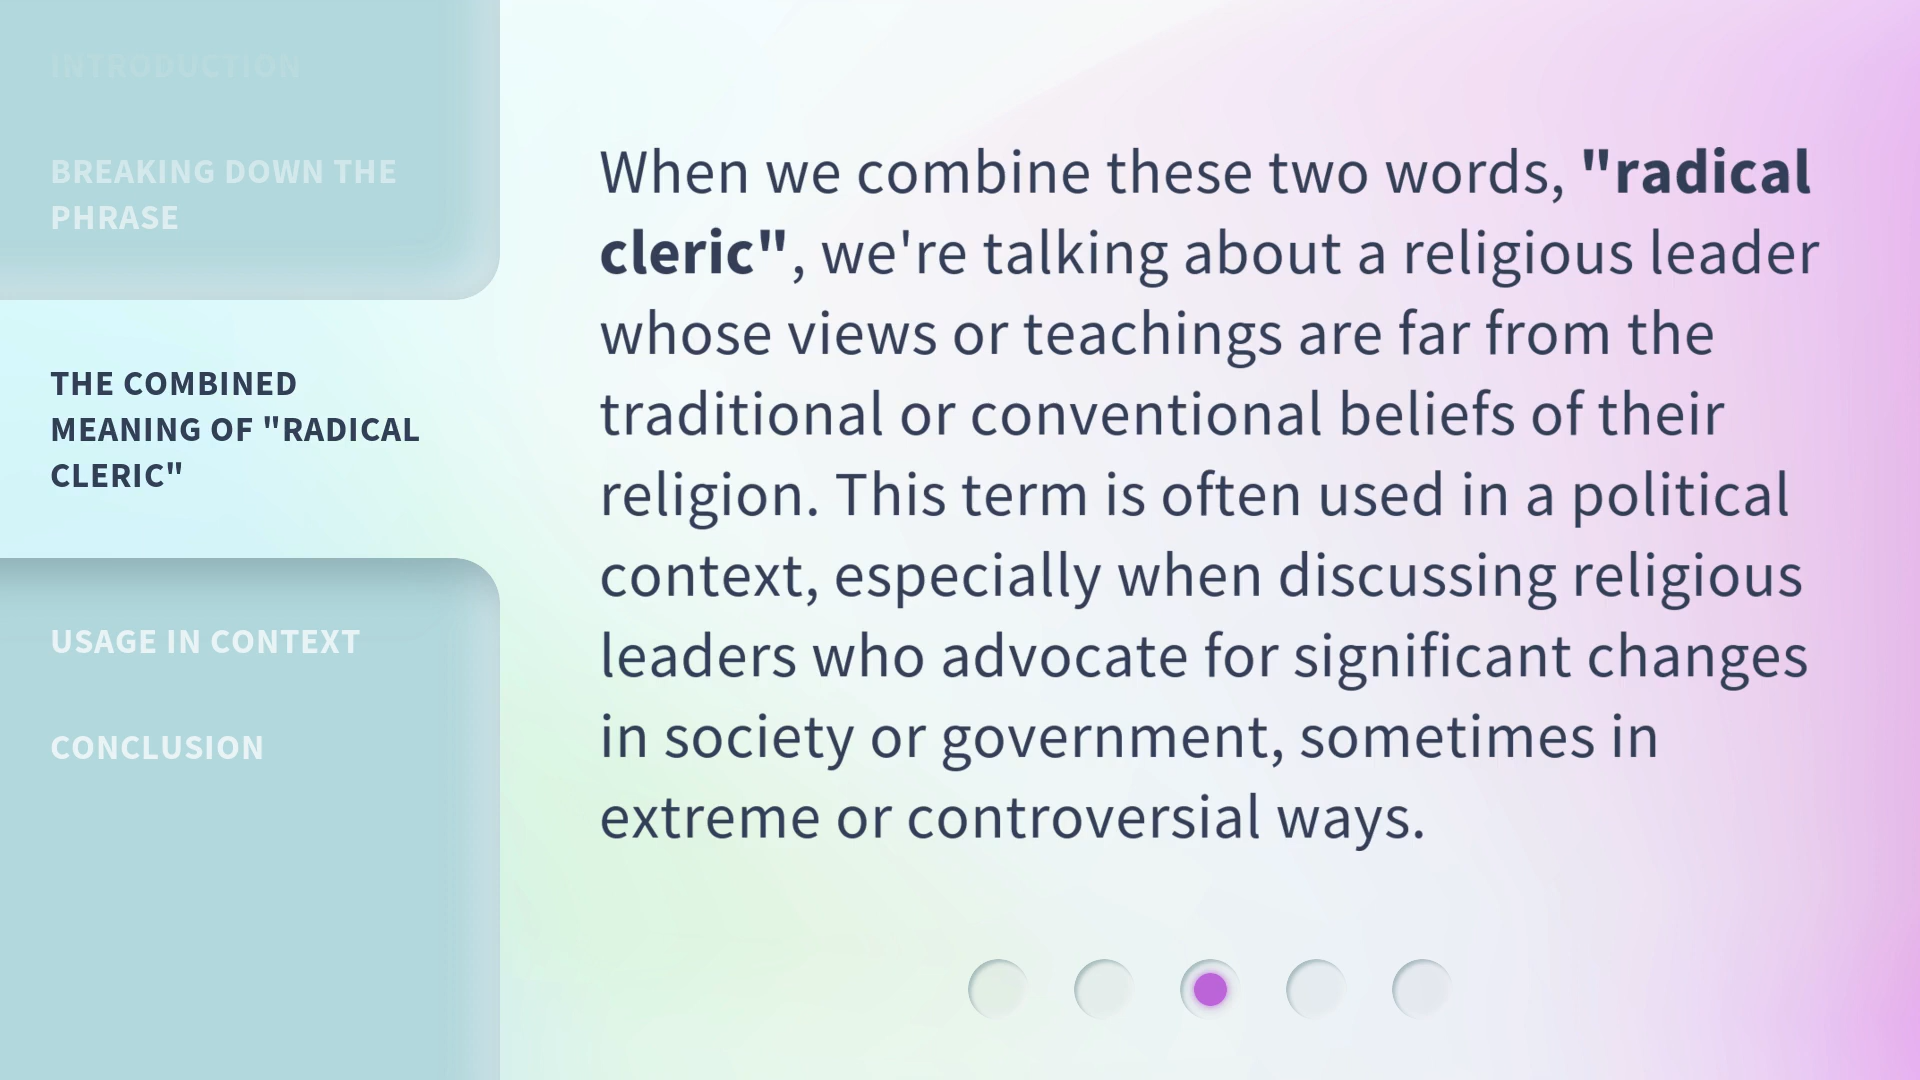 INTRODUCTION
BREAKING DOWN THE
PHRASE
THE COMBINED
MEANING OF "RADICAL
CLERIC"
USAGE IN CONTEXT
CONCLUSION
When we combine these two words, "radical
cleric", we're talking about a religious leader
whose views or teachings are far from the
traditional or conventional beliefs of their
religion. This term is often used in a political
context, especially when discussing religious
leaders who advocate for significant changes
in society or government, sometimes in
extreme or controversial ways.